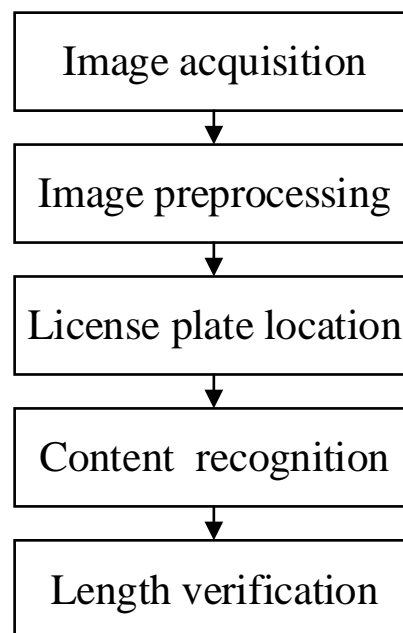 Image acquisition
Image preprocessing
License plate location
Content recognition
Length verification